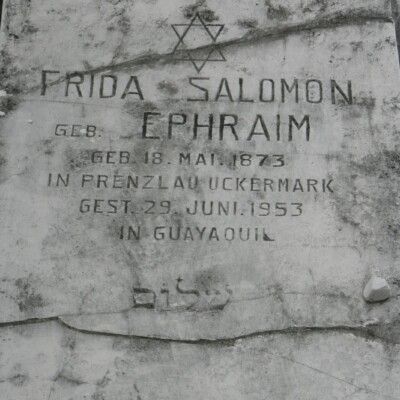 FRIDA SALOMON
GEB. EPHRAIM
GEB. 18. MAI. 1873
IN PRENZLAU UCKERMARK
GEST. 29. JUNI. 1953
IN GUAYAQUIL
שלום